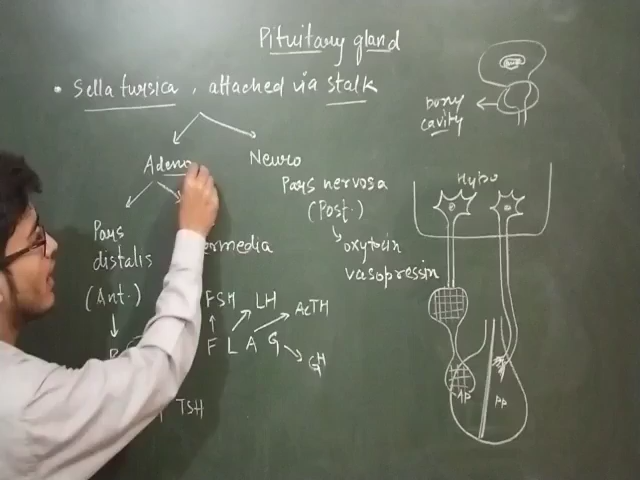 Pituitary gland
• Sella tursica , attached via stalk
bony
cavity
Adeno
Neuro
Hypo
Pars nervosa
(Post.)
Pars
distalis
(Ant.)
oxytocin
vasopressin
FSH
LH
ACTH
F L A G
GH
TSH
AP
PP